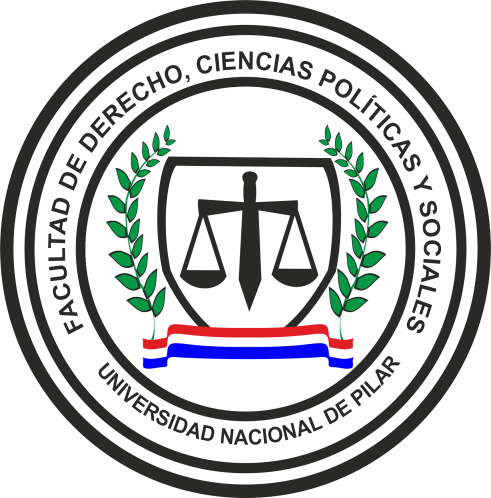 FACULTAD DE DERECHO, CIENCIAS POLÍTICAS Y SOCIALES
UNIVERSIDAD NACIONAL DE PILAR